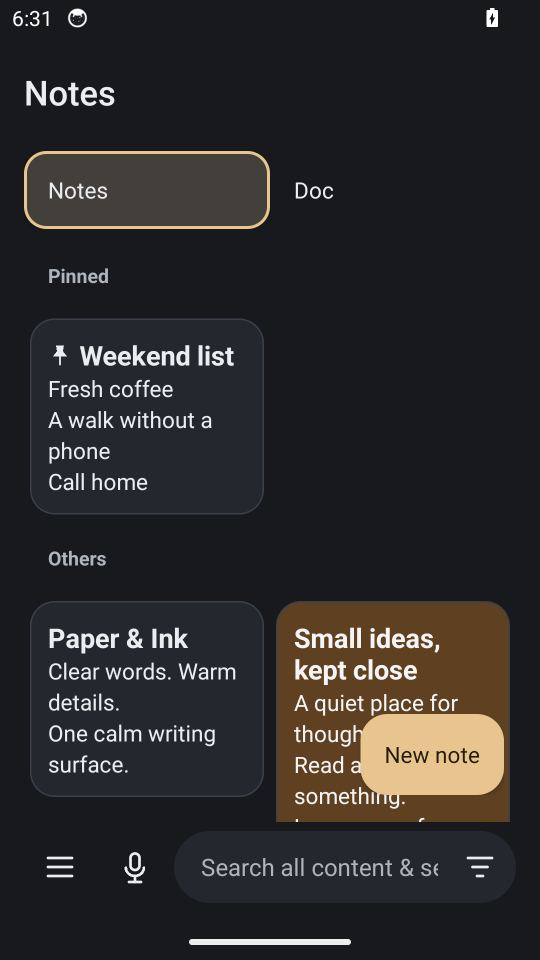 6:31
Notes
Notes
Doc
Pinned
Weekend list
Fresh coffee
A walk without a
phone
Call home
Others
Paper & Ink
Clear words. Warm
details.
One calm writing
surface.
Small ideas,
kept close
A quiet place for
Read
something.
New note
Search all content &